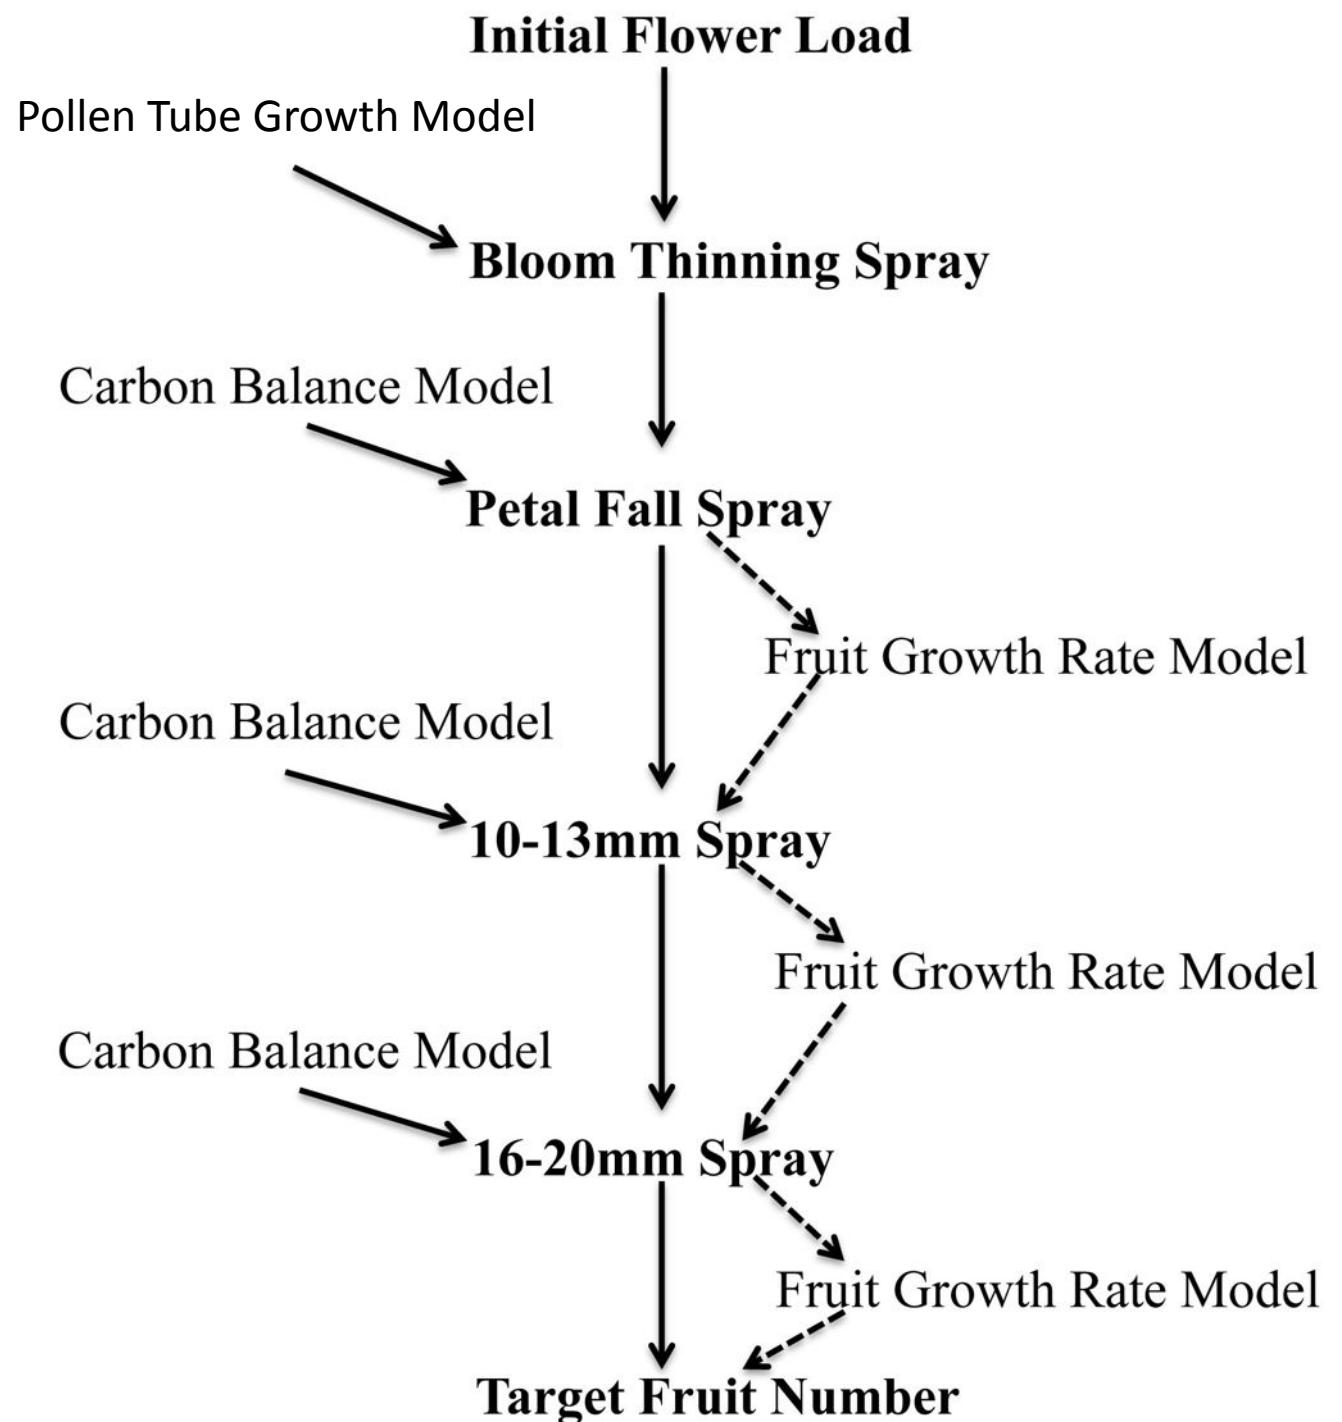 Initial Flower Load
Pollen Tube Growth Model
Bloom Thinning Spray
Carbon Balance Model
Petal Fall Spray
Fruit Growth Rate Model
Carbon Balance Model
10-13mm Spray
Fruit Growth Rate Model
Carbon Balance Model
16-20mm Spray
Fruit Growth Rate Model
Target Fruit Number